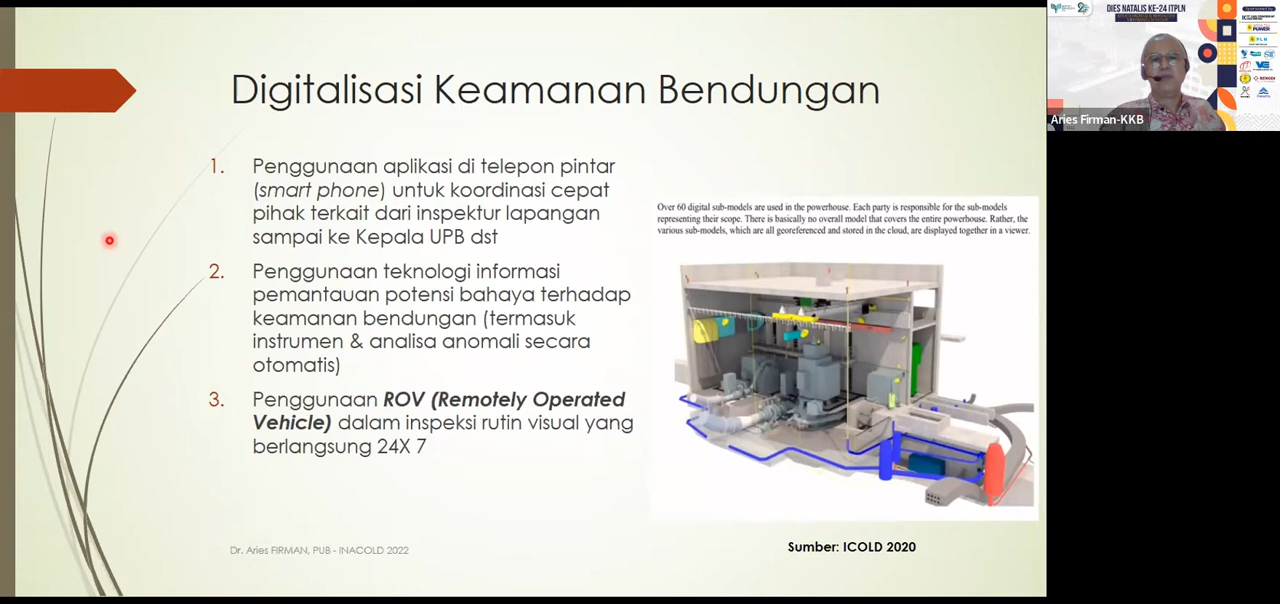 Digitalisasi Keamanan Bendungan
1. Penggunaan aplikasi di telepon pintar
(smart phone) untuk koordinasi cepat
pihak terkait dari inspektur lapangan
sampai ke Kepala UPB dst
2. Penggunaan teknologi informasi
pemantauan potensi bahaya terhadap
keamanan bendungan (termasuk
instrumen & analisa anomali secara
otomatis)
3. Penggunaan ROV (Remotely Operated
Vehicle) dalam inspeksi rutin visual yang
berlangsung 24X 7
Over 60 digital sub-models are used in the powerhouse. Each party is responsible for the sub-models
representing their scope. There is basically no overall model that covers the entire powerhouse. Rather, the
various sub-models, which are all georeferenced and stored in the cloud, are displayed together in a viewer.
Sumber: ICOLD 2020
Dr. Aries FIRMAN, PUB - INACOLD 2022
DIES NATALIS KE-24 ITPLN
Aries Firman-KKB